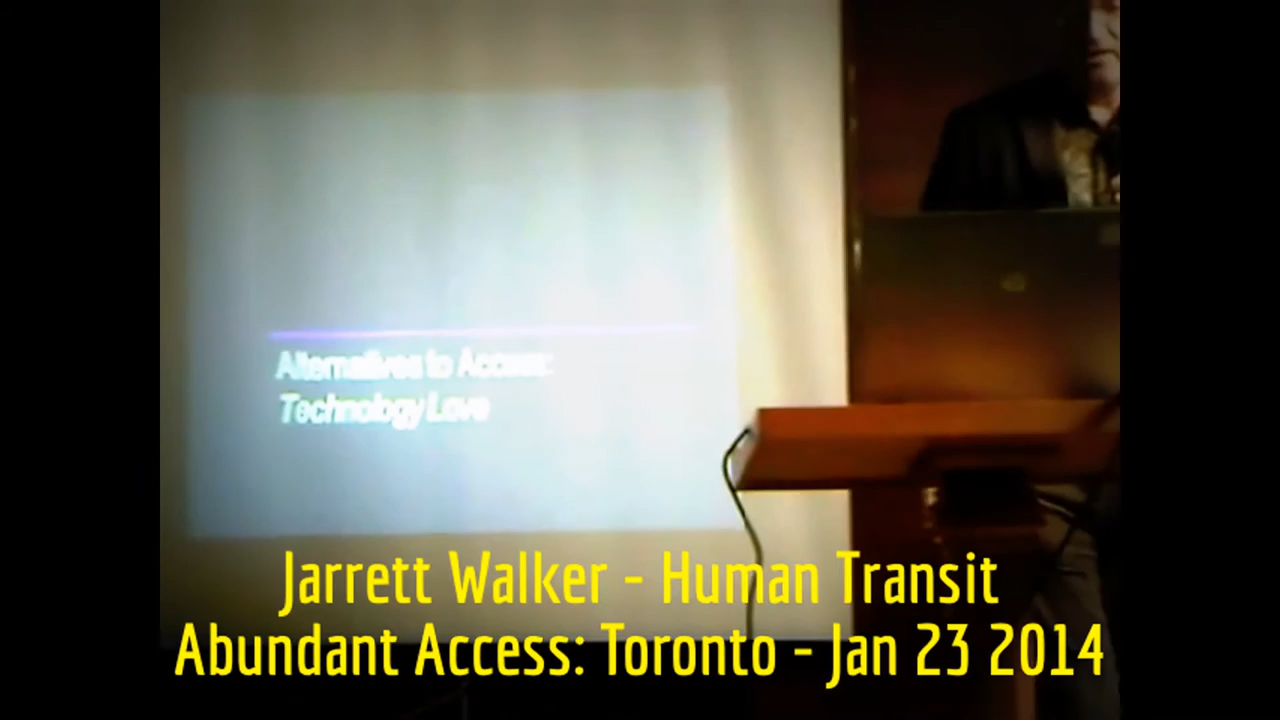 Alternatives to Access:
Technology Love
Jarrett Walker - Human Transit
Abundant Access: Toronto - Jan 23 2014